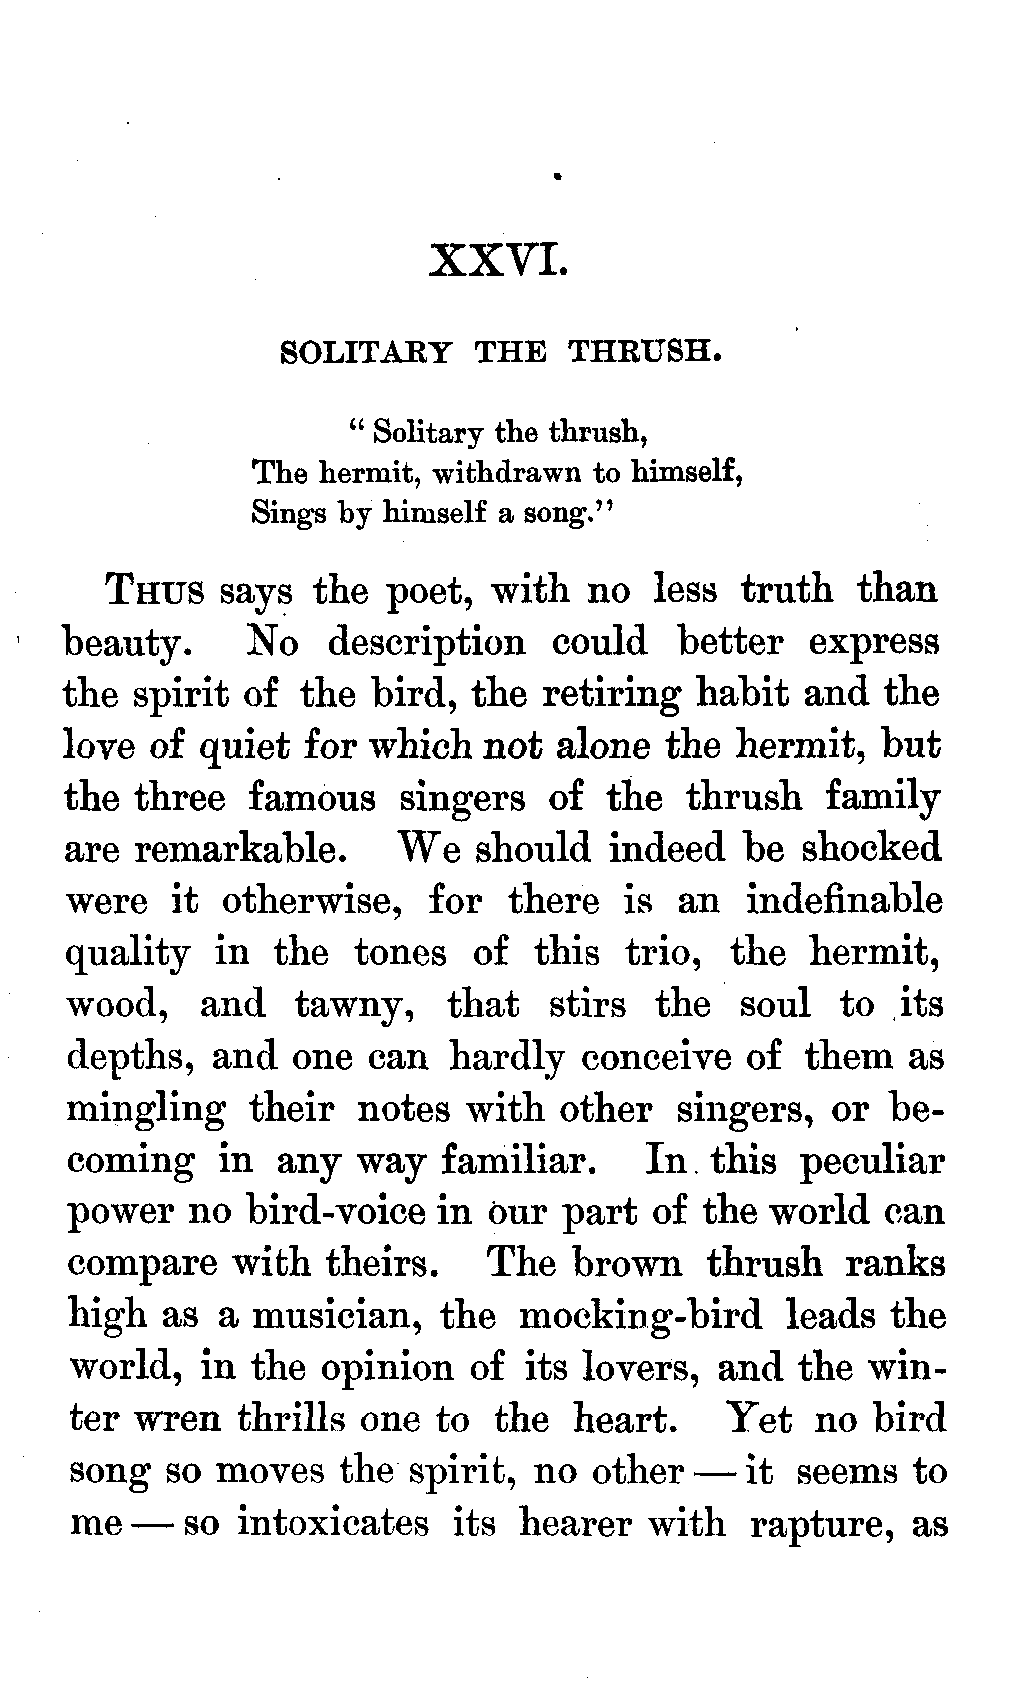 XXVI.
SOLITARY THE THRUSH.
“ Solitary the thrush,
The hermit, withdrawn to himself,
Sings by himself a song.”
THUS says the poet, with no less truth than
beauty. No description could better express
the spirit of the bird, the retiring habit and the
love of quiet for which not alone the hermit, but
the three famous singers of the thrush family
are remarkable. We should indeed be shocked
were it otherwise, for there is an indefinable
quality in the tones of this trio, the hermit,
wood, and tawny, that stirs the soul to its
depths, and one can hardly conceive of them as
mingling their notes with other singers, or be-
coming in any way familiar. In this peculiar
power no bird-voice in our part of the world can
compare with theirs. The brown thrush ranks
high as a musician, the mocking-bird leads the
world, in the opinion of its lovers, and the win-
ter wren thrills one to the heart. Yet no bird
song so moves the spirit, no other — it seems to
me — so intoxicates its hearer with rapture, as